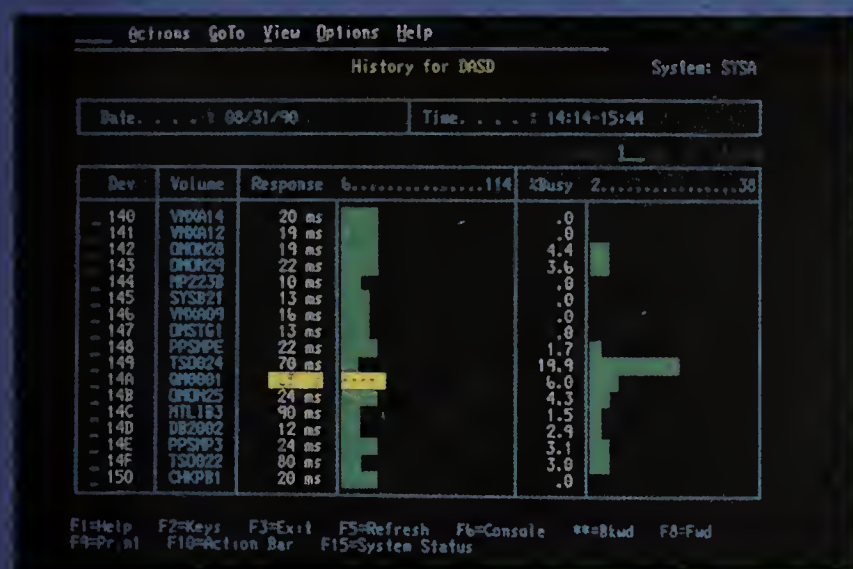 Actions GoTo View Options Help
History for DASD System: SYSA
Date. . . . : 08/31/90 Time. . . . : 14:14-15:44
Dev Volume Response 6................114 %Busy 2................38
140 VMXA14 20 ms .0
141 VMXA12 19 ms .0
142 OMON28 19 ms 4.4
143 OMON29 22 ms 3.6
144 MP223B 10 ms .0
145 SYSB21 13 ms .0
146 VMXA09 16 ms .0
147 DMSTG1 13 ms .0
148 PPSMPE 22 ms 1.7
149 TSO024 70 ms 19.9
14A 6.0
14B OMON25 24 ms 4.3
14C MTLIB3 90 ms 1.5
14D DB2002 12 ms 2.9
14E PPSMP3 24 ms 3.1
14F TSO022 80 ms 3.0
150 CHKPB1 20 ms .0
F1=Help F2=Keys F3=Exit F5=Refresh F6=Console **=Bkwd F8=Fwd
F9=Print F10=Action Bar F15=System Status